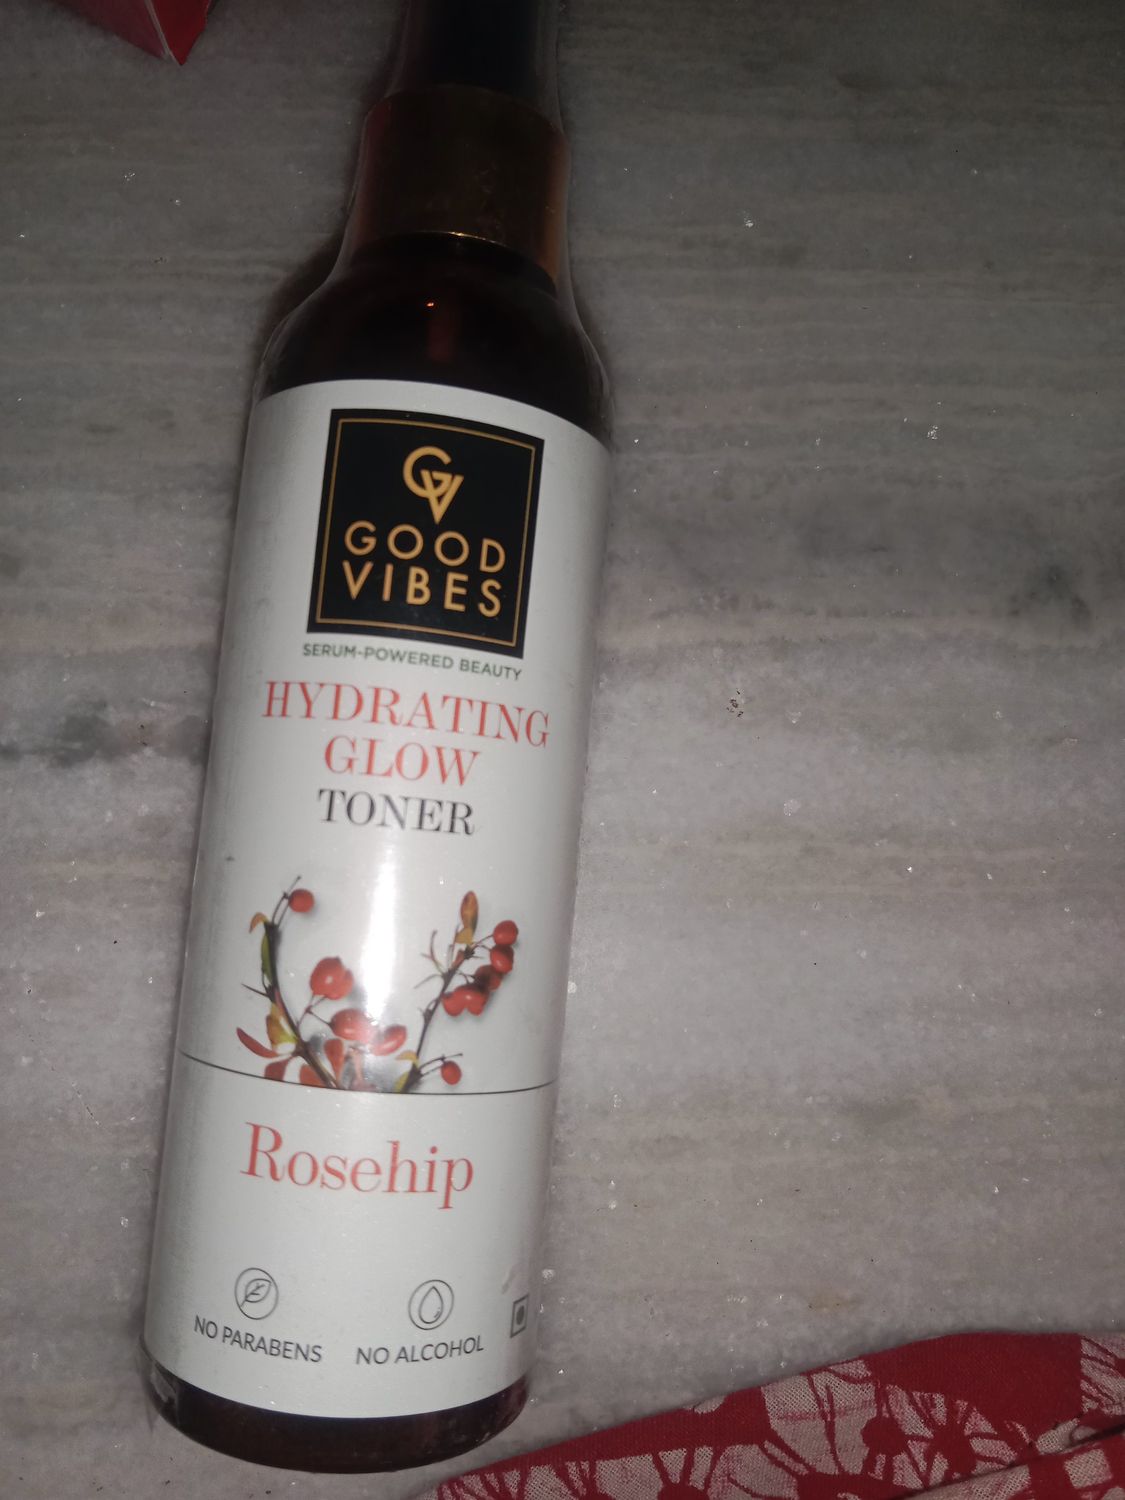 GV
GOOD
VIBES
SERUM-POWERED BEAUTY
HYDRATING
GLOW
TONER
Rosehip
NO PARABENS
NO ALCOHOL